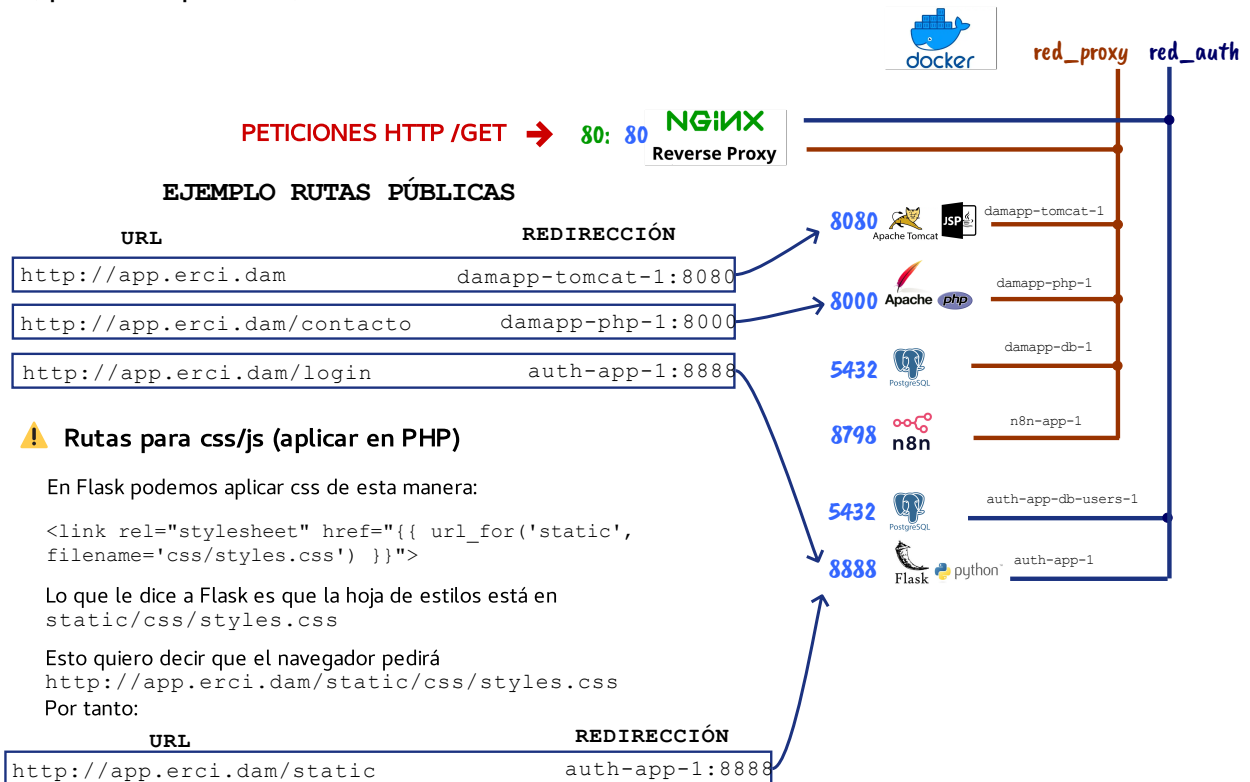 docker
red_proxy red_auth
PETICIONES HTTP /GET
80: 80
NGiNX
Reverse Proxy
EJEMPLO RUTAS PÚBLICAS
URL REDIRECCIÓN
http://app.erci.dam damapp-tomcat-1:8080
http://app.erci.dam/contacto damapp-php-1:8000
http://app.erci.dam/login auth-app-1:8888
8080 Apache Tomcat JSP damapp-tomcat-1
8000 Apache php damapp-php-1
5432 PostgreSQL damapp-db-1
8798 n8n n8n-app-1
5432 PostgreSQL auth-app-db-users-1
8888 Flask python auth-app-1
Rutas para css/js (aplicar en PHP)
En Flask podemos aplicar css de esta manera:
<link rel="stylesheet" href="{{ url_for('static',
filename='css/styles.css') }}">
Lo que le dice a Flask es que la hoja de estilos está en
static/css/styles.css
Esto quiero decir que el navegador pedirá
http://app.erci.dam/static/css/styles.css
Por tanto:
URL REDIRECCIÓN
http://app.erci.dam/static auth-app-1:8888